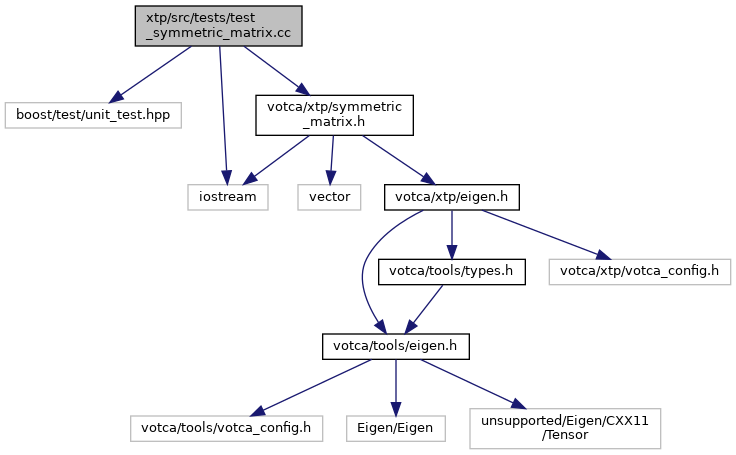 xtp/src/tests/test
_symmetric_matrix.cc
boost/test/unit_test.hpp
votca/xtp/symmetric
_matrix.h
iostream
vector
votca/xtp/eigen.h
votca/tools/types.h
votca/xtp/votca_config.h
votca/tools/eigen.h
votca/tools/votca_config.h
Eigen/Eigen
unsupported/Eigen/CXX11
/Tensor